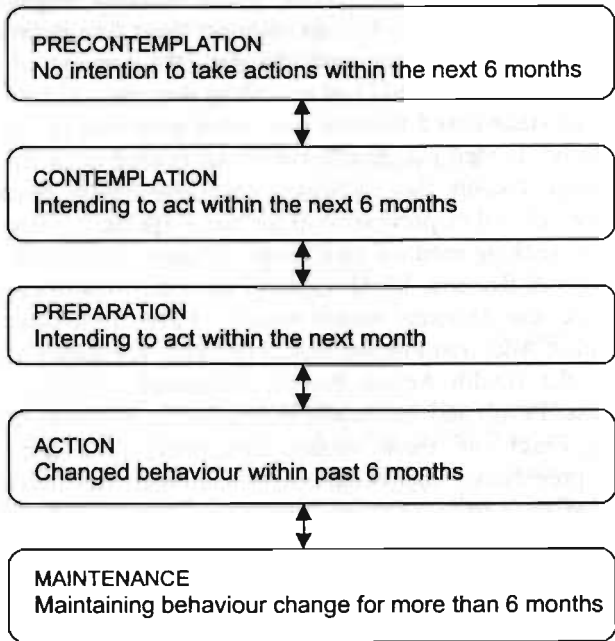 PRECONTEMPLATION
No intention to take actions within the next 6 months
CONTEMPLATION
Intending to act within the next 6 months
PREPARATION
Intending to act within the next month
ACTION
Changed behaviour within past 6 months
MAINTENANCE
Maintaining behaviour change for more than 6 months